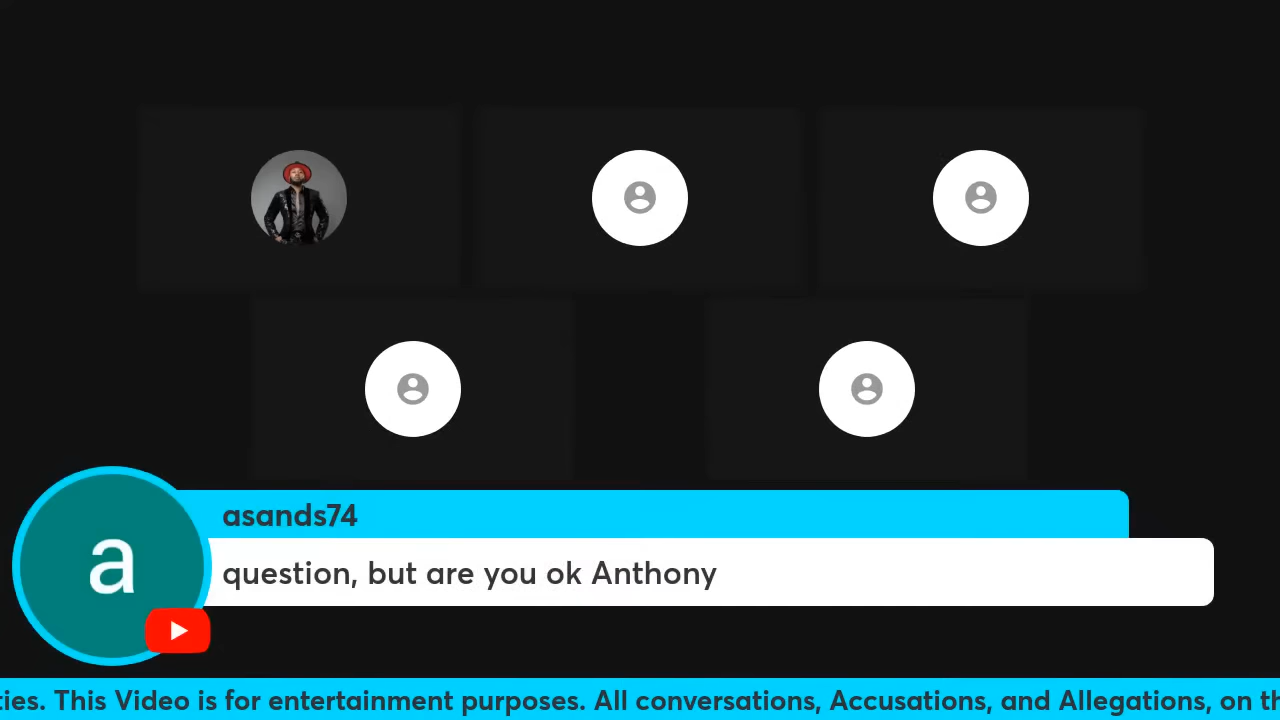 a
asands74
question, but are you ok Anthony
ties. This Video is for entertainment purposes. All conversations, Accusations, and Allegations, on th